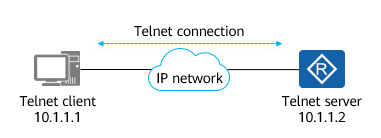 Telnet connection
IP network
R
Telnet client
10.1.1.1
Telnet server
10.1.1.2